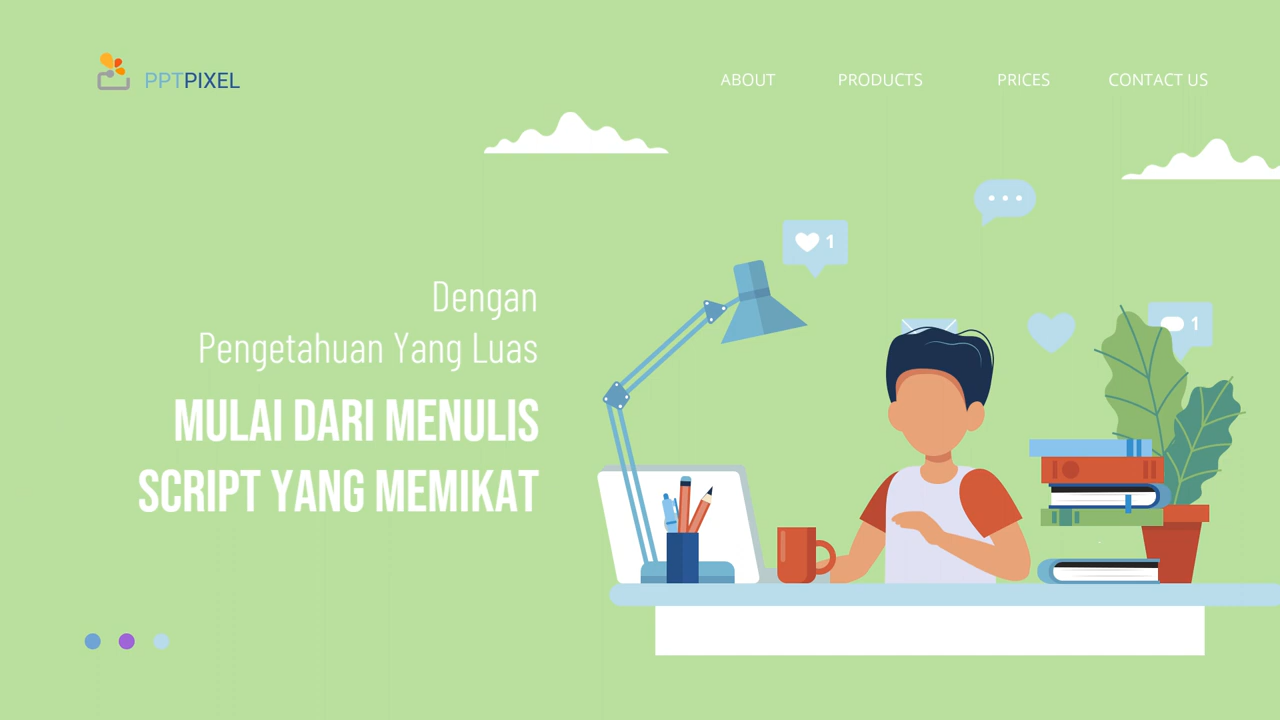 PPTPIXEL
ABOUT PRODUCTS PRICES CONTACT US
1
1
Dengan
Pengetahuan Yang Luas
MULAI DARI MENULIS
SCRIPT YANG MEMIKAT